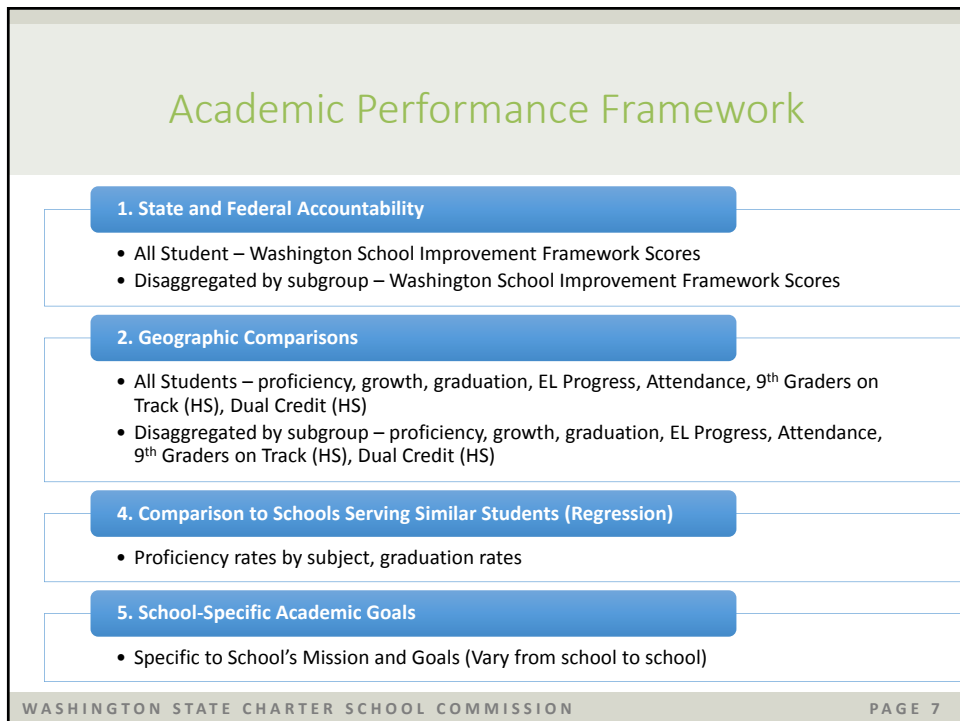 Academic Performance Framework
1. State and Federal Accountability
• All Student – Washington School Improvement Framework Scores
• Disaggregated by subgroup – Washington School Improvement Framework Scores
2. Geographic Comparisons
• All Students – proficiency, growth, graduation, EL Progress, Attendance, 9th Graders on
Track (HS), Dual Credit (HS)
• Disaggregated by subgroup – proficiency, growth, graduation, EL Progress, Attendance,
9th Graders on Track (HS), Dual Credit (HS)
4. Comparison to Schools Serving Similar Students (Regression)
• Proficiency rates by subject, graduation rates
5. School-Specific Academic Goals
• Specific to School's Mission and Goals (Vary from school to school)
WASHINGTON STATE CHARTER SCHOOL COMMISSION PAGE 7